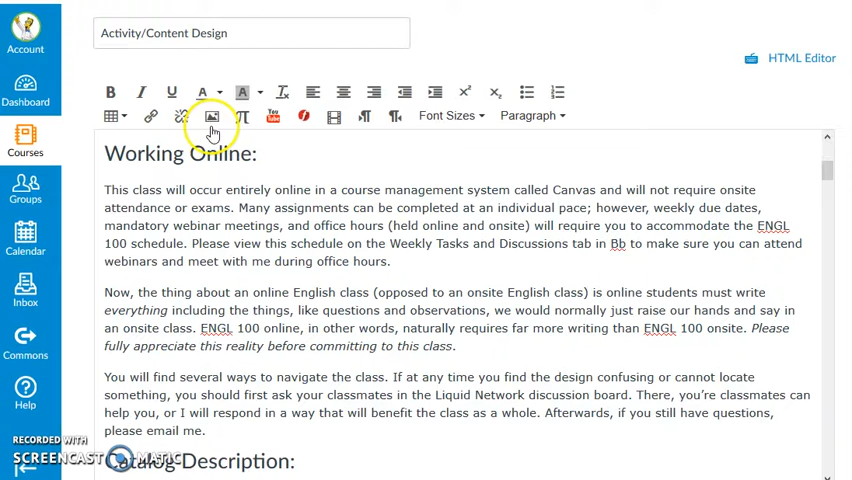 Activity/Content Design
Account
HTML Editor
Dashboard
B I U A A Tx x² x₂
π You Tube Font Sizes Paragraph
Courses
Working Online:
This class will occur entirely online in a course management system called Canvas and will not require onsite
attendance or exams. Many assignments can be completed at an individual pace; however, weekly due dates,
mandatory webinar meetings, and office hours (held online and onsite) will require you to accommodate the ENGL
100 schedule. Please view this schedule on the Weekly Tasks and Discussions tab in Bb to make sure you can attend
webinars and meet with me during office hours.
Groups
Calendar
Inbox
Now, the thing about an online English class (opposed to an onsite English class) is online students must write
everything including the things, like questions and observations, we would normally just raise our hands and say in
an onsite class. ENGL 100 online, in other words, naturally requires far more writing than ENGL 100 onsite. Please
fully appreciate this reality before committing to this class.
Commons
Help
You will find several ways to navigate the class. If at any time you find the design confusing or cannot locate
something, you should first ask your classmates in the Liquid Network discussion board. There, you're classmates can
help you, or I will respond in a way that will benefit the class as a whole. Afterwards, if you still have questions,
please email me.
RECORDED WITH
SCREENCAST MATIC
Catalog Description: